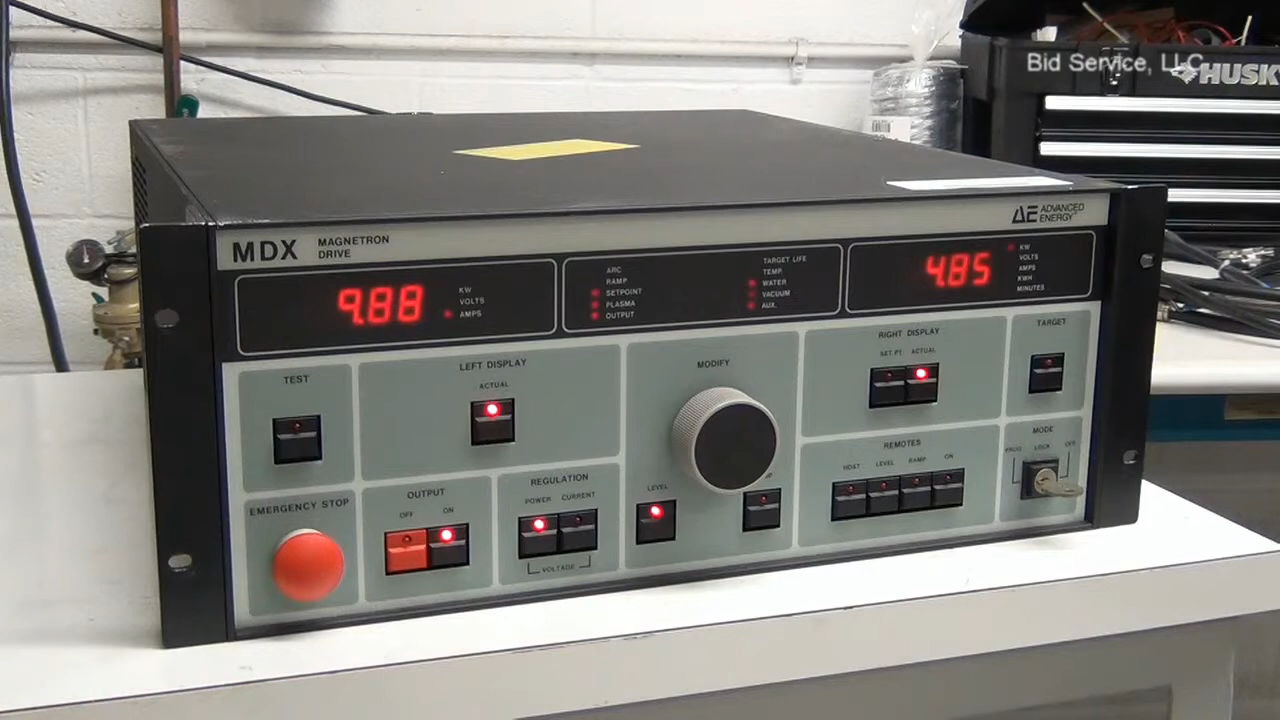 Bid Service, LLC
HUSKY
MDX MAGNETRON
DRIVE
AE ADVANCED
ENERGY
9.88
KW
VOLTS
AMPS
ARC
RAMP
SETPOINT
PLASMA
OUTPUT
TARGET LIFE
TEMP.
WATER
VACUUM
AUX.
4.85
KW
VOLTS
AMPS
KWH
MINUTES
TEST
LEFT DISPLAY
ACTUAL
MODIFY
LEVEL
RIGHT DISPLAY
SET PT. ACTUAL
TARGET
EMERGENCY STOP
OUTPUT
OFF ON
REGULATION
POWER CURRENT
VOLTAGE
REMOTES
HOST LEVEL RAMP ON
MODE
PROG LOCK OFF